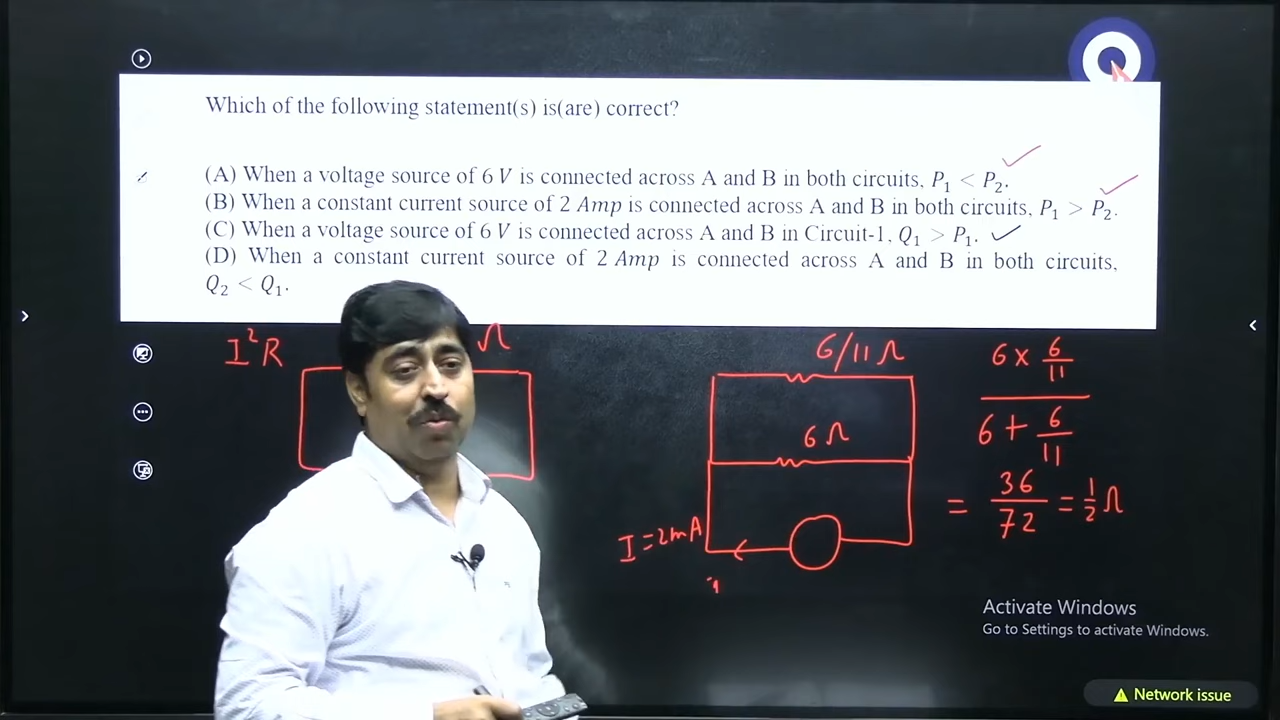 Which of the following statement(s) is(are) correct?
(A) When a voltage source of 6 V is connected across A and B in both circuits, P₁ < P₂.
(B) When a constant current source of 2 Amp is connected across A and B in both circuits, P₁ > P₂.
(C) When a voltage source of 6 V is connected across A and B in Circuit-1, Q₁ > P₁.
(D) When a constant current source of 2 Amp is connected across A and B in both circuits,
Q₂ < Q₁.
I²R
Ω
6/11 Ω
6 Ω
I = 2mA
6 × 6/11
6 + 6/11
= 36/72 = 1/2 Ω
Activate Windows
Go to Settings to activate Windows.
Network issue